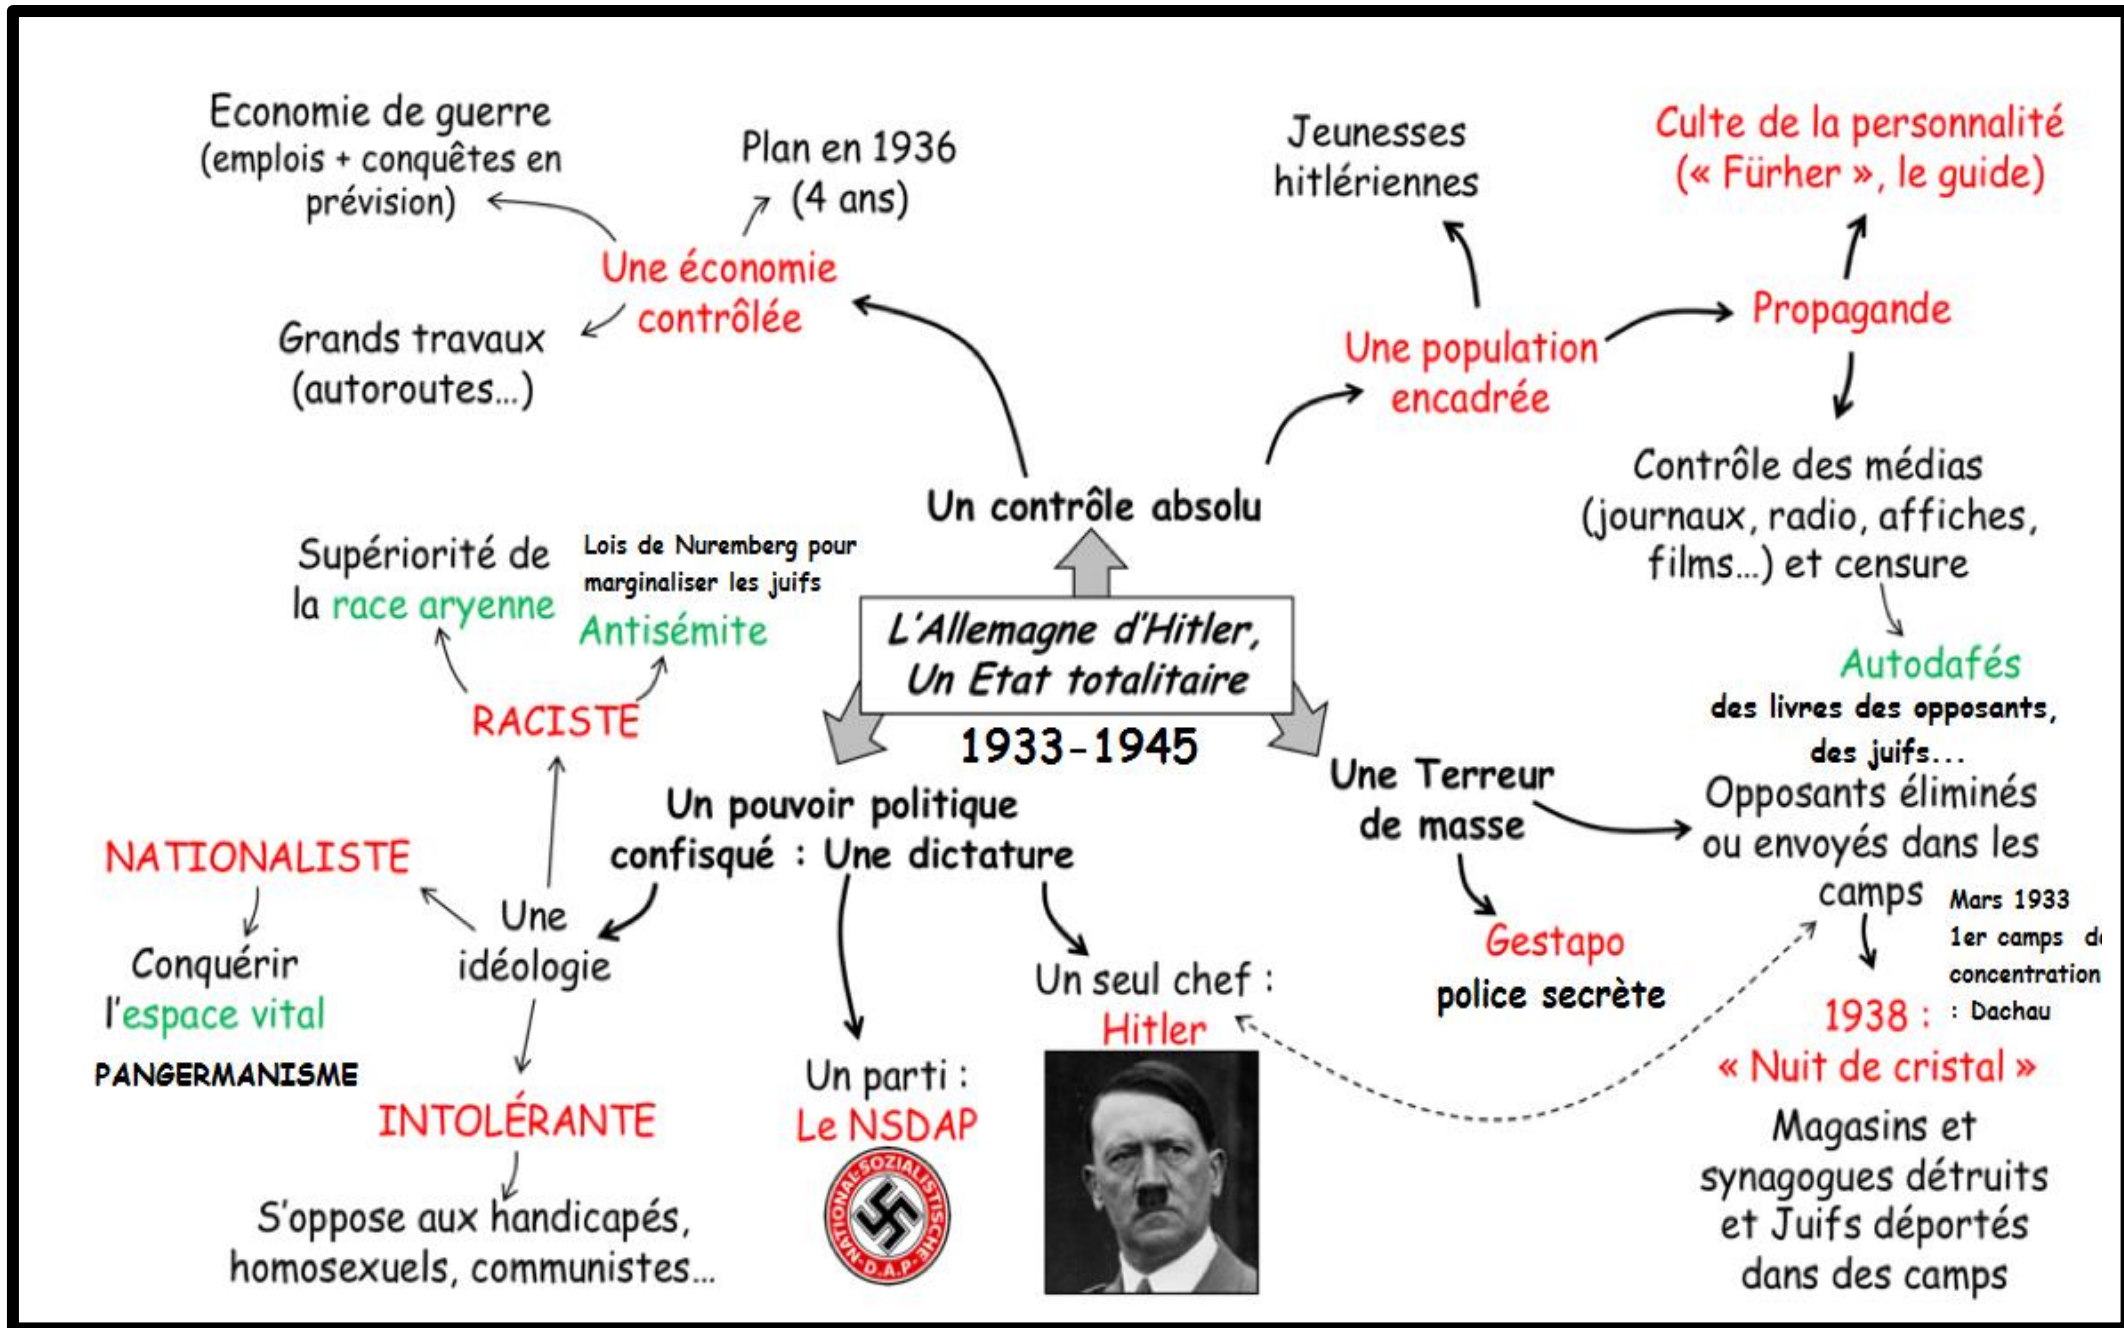 Economie de guerre
(emplois + conquêtes en
prévision)
Plan en 1936
(4 ans)
Une économie
contrôlée
Grands travaux
(autoroutes...)
Jeunesses
hitlériennes
Culte de la personnalité
(« Fürher », le guide)
Propagande
Une population
encadrée
Contrôle des médias
(journaux, radio, affiches,
films...) et censure
Autodafés
des livres des opposants,
des juifs...
Un contrôle absolu
L'Allemagne d'Hitler,
Un Etat totalitaire
1933-1945
Supériorité de
la race aryenne
Lois de Nuremberg pour
marginaliser les juifs
Antisémite
RACISTE
NATIONALISTE
Conquérir
l'espace vital
PANGERMANISME
Une
idéologie
INTOLÉRANTE
S'oppose aux handicapés,
homosexuels, communistes...
Un pouvoir politique
confisqué : Une dictature
Un parti :
Le NSDAP
NATIONAL-SOZIALISTISCHE
D.A.P.
Un seul chef :
Hitler
Une Terreur
de masse
Gestapo
police secrète
Opposants éliminés
ou envoyés dans les
camps
Mars 1933
1er camps
concentration
: Dachau
1938 :
« Nuit de cristal »
Magasins et
synagogues détruits
et Juifs déportés
dans des camps